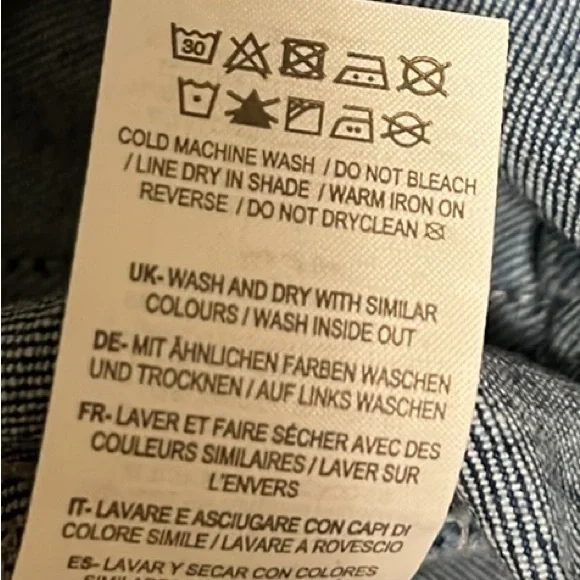 30
COLD MACHINE WASH / DO NOT BLEACH
/ LINE DRY IN SHADE / WARM IRON ON
REVERSE / DO NOT DRYCLEAN
UK- WASH AND DRY WITH SIMILAR
COLOURS / WASH INSIDE OUT
DE- MIT ÄHNLICHEN FARBEN WASCHEN
UND TROCKNEN / AUF LINKS WASCHEN
FR- LAVER ET FAIRE SÉCHER AVEC DES
COULEURS SIMILAIRES / LAVER SUR
L'ENVERS
IT- LAVARE E ASCIUGARE CON CAPI DI
COLORE SIMILE / LAVARE A ROVESCIO
ES- LAVAR Y SECAR CON COLORES